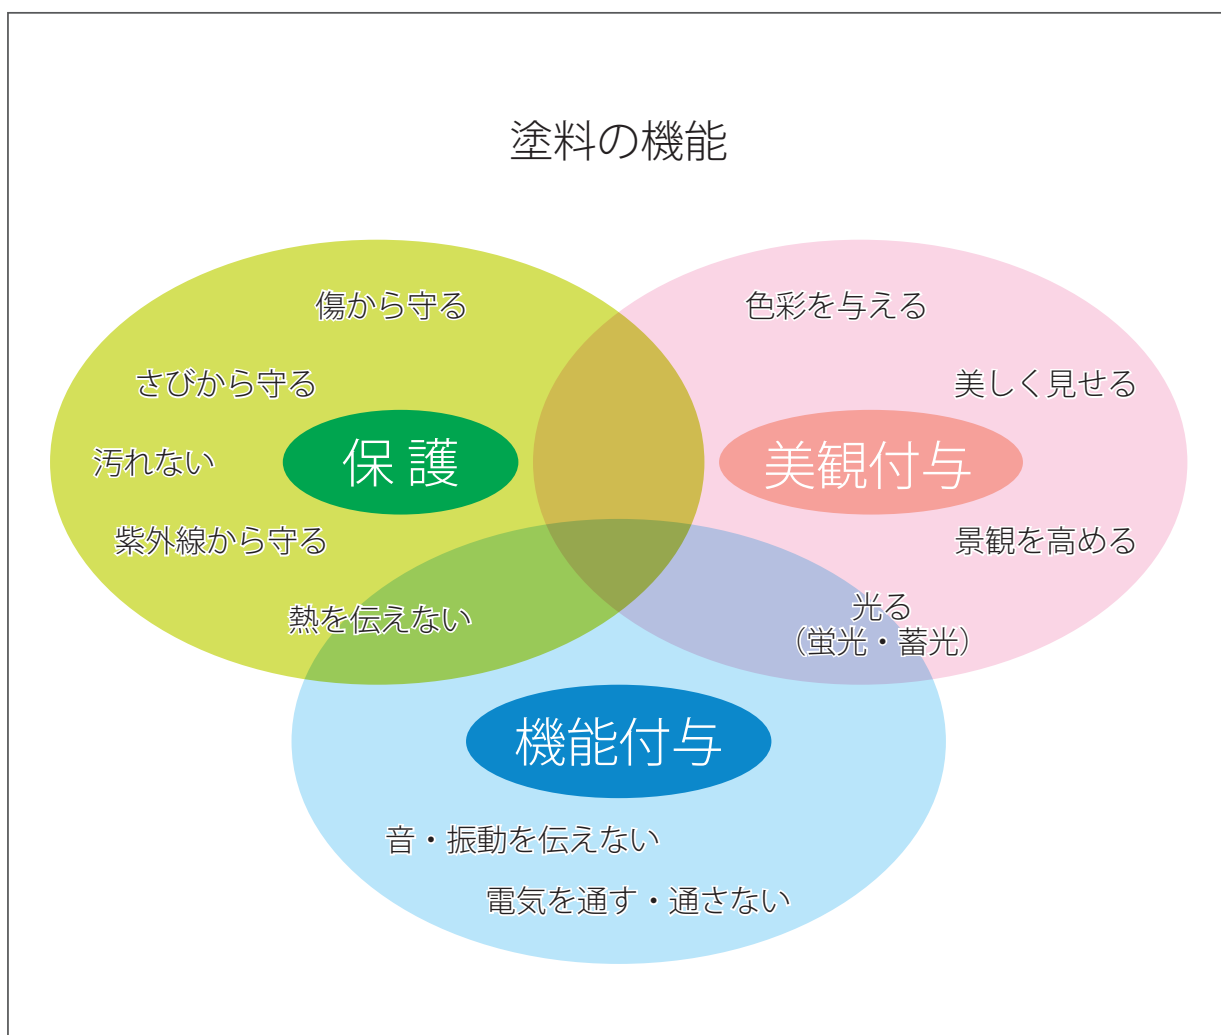 塗料の機能
傷から守る
色彩を与える
さびから守る
美しく見せる
保護
美観付与
汚れない
紫外線から守る
景観を高める
熱を伝えない
光る
（蛍光・蓄光）
機能付与
音・振動を伝えない
電気を通す・通さない